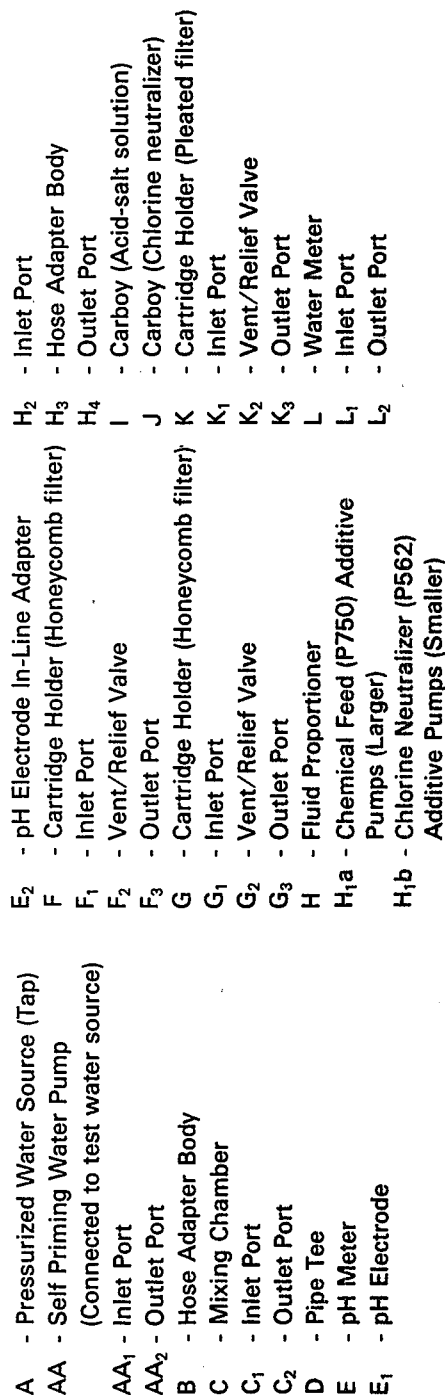 A - Pressurized Water Source (Tap)
AA - Self Priming Water Pump
(Connected to test water source)
AA₁ - Inlet Port
AA₂ - Outlet Port
B - Hose Adapter Body
C - Mixing Chamber
C₁ - Inlet Port
C₂ - Outlet Port
D - Pipe Tee
E - pH Meter
E₁ - pH Electrode
E₂ - pH Electrode In-Line Adapter
F - Cartridge Holder (Honeycomb filter)
F₁ - Inlet Port
F₂ - Vent/Relief Valve
F₃ - Outlet Port
G - Cartridge Holder (Honeycomb filter)
G₁ - Inlet Port
G₂ - Vent/Relief Valve
G₃ - Outlet Port
H - Fluid Proportioner
H₁a - Chemical Feed (P750) Additive
Pumps (Larger)
H₁b - Chlorine Neutralizer (P562)
Additive Pumps (Smaller)
H₂ - Inlet Port
H₃ - Hose Adapter Body
H₄ - Outlet Port
I - Carboy (Acid-salt solution)
J - Carboy (Chlorine neutralizer)
K - Cartridge Holder (Pleated filter)
K₁ - Inlet Port
K₂ - Vent/Relief Valve
K₃ - Outlet Port
L - Water Meter
L₁ - Inlet Port
L₂ - Outlet Port